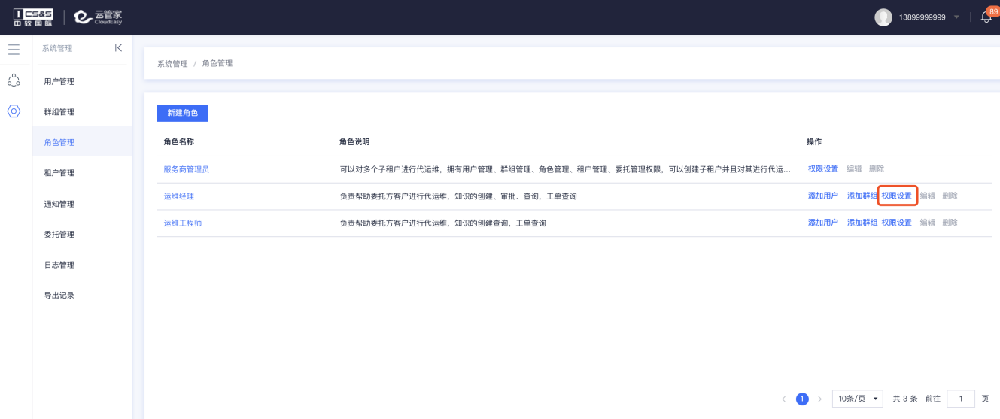 CS&S 云管家
中软国际 CloudEasy
13899999999
89
系统管理
用户管理
群组管理
角色管理
租户管理
通知管理
委托管理
日志管理
导出记录
系统管理 / 角色管理
新建角色
角色名称 角色说明 操作
服务商管理员 可以对多个子租户进行代运维，拥有用户管理、群组管理、角色管理、租户管理、委托管理权限，可以创建子租户并且对其进行代运... 权限设置 编辑 删除
运维经理 负责帮助委托方客户进行代运维，知识的创建、审批、查询，工单查询 添加用户 添加群组 权限设置 编辑 删除
运维工程师 负责帮助委托方客户进行代运维，知识的创建查询，工单查询 添加用户 添加群组 权限设置 编辑 删除
1 10条/页 共 3 条 前往 1 页